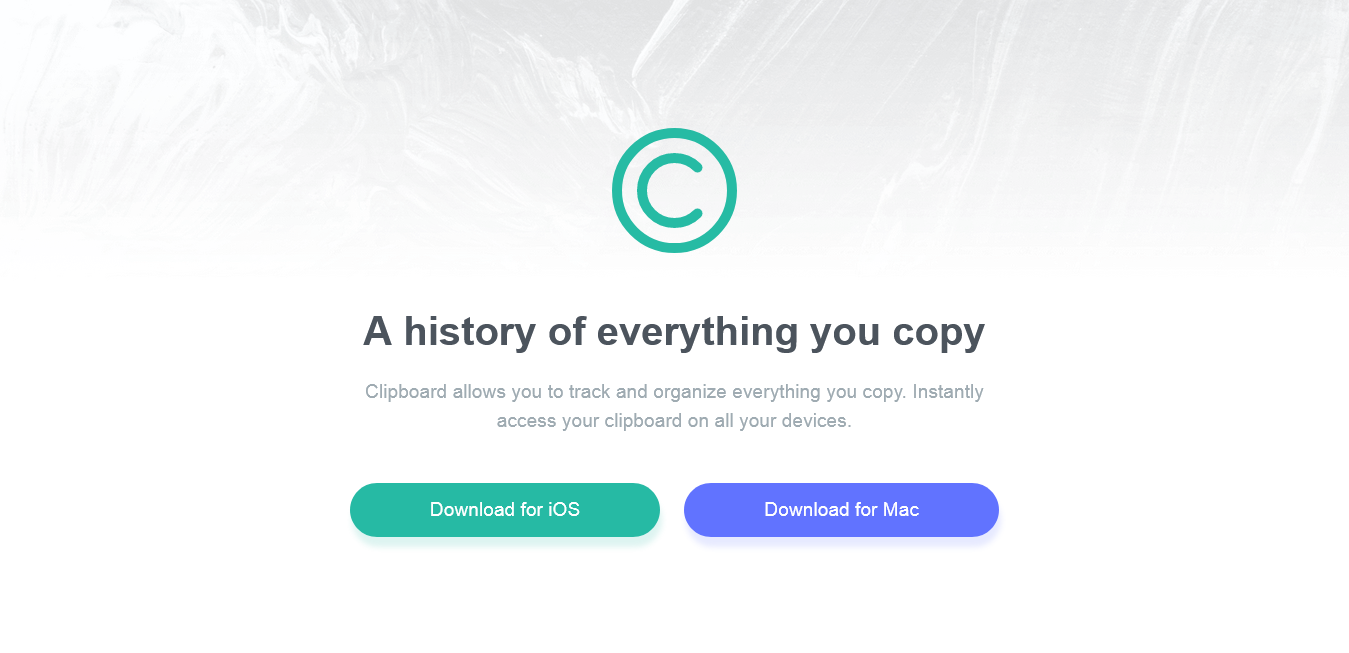 A history of everything you copy
Clipboard allows you to track and organize everything you copy. Instantly
access your clipboard on all your devices.
Download for iOS
Download for Mac